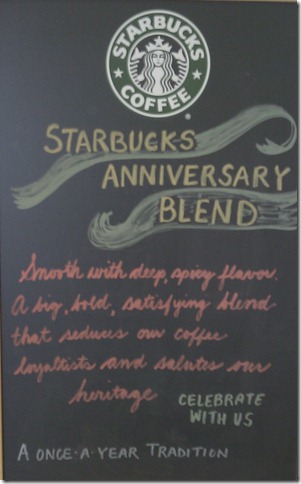 STARBUCKS
COFFEE
®
STARBUCKS
ANNIVERSARY
BLEND
Smooth with deep, spicy flavor.
A big, bold, satisfying blend
that seduces our coffee
loyaltists and salutes our
heritage
CELEBRATE
WITH US
A ONCE-A-YEAR TRADITION